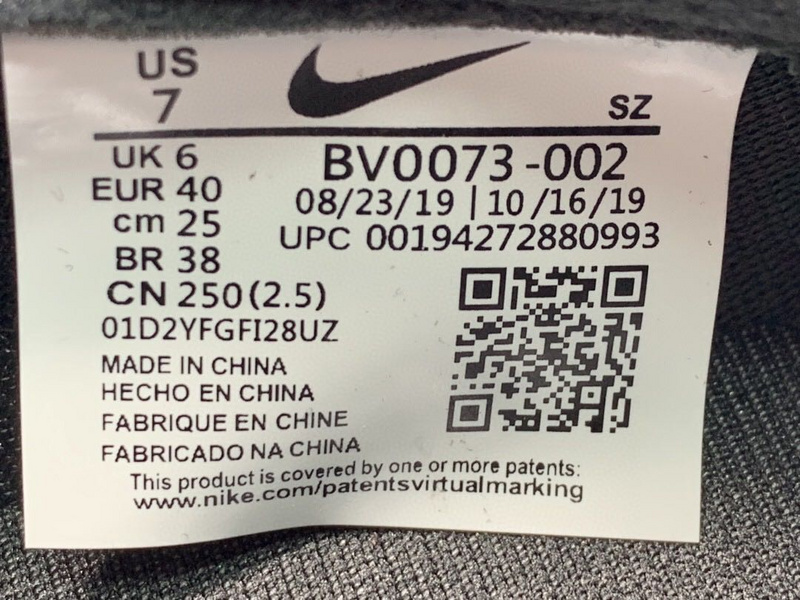 US
7
SZ
UK 6
EUR 40
cm 25
BR 38
CN 250(2.5)
BV0073-002
08/23/19 | 10/16/19
UPC 00194272880993
01D2YFGFI28UZ
MADE IN CHINA
HECHO EN CHINA
FABRIQUE EN CHINE
FABRICADO NA CHINA
This product is covered by one or more patents:
www.nike.com/patentsvirtualmarking